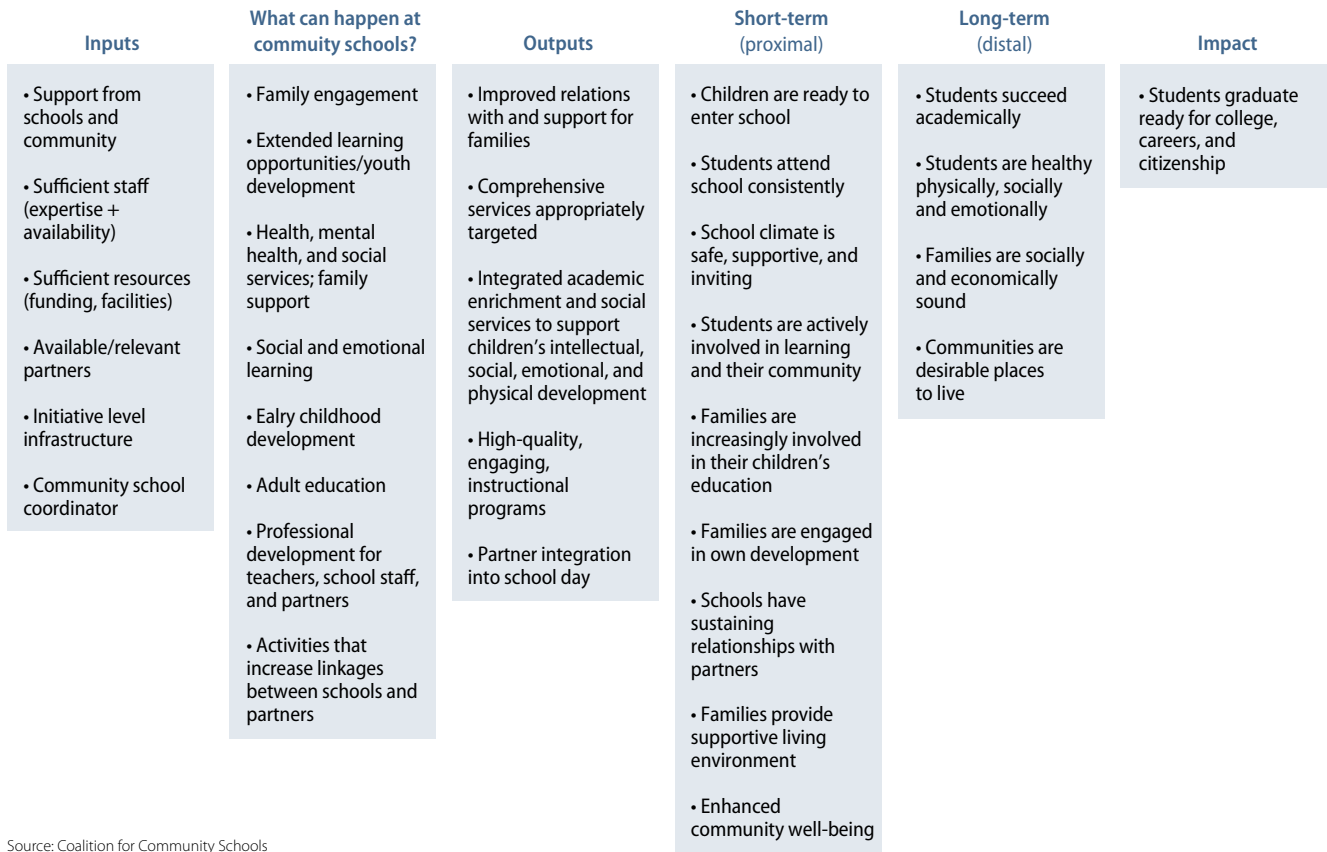 Inputs
• Support from
schools and
community
• Sufficient staff
(expertise +
availability)
• Sufficient resources
(funding, facilities)
• Available/relevant
partners
• Initiative level
infrastructure
• Community school
coordinator
What can happen at
commuity schools?
• Family engagement
• Extended learning
opportunities/youth
development
• Health, mental
health, and social
services; family
support
• Social and emotional
learning
• Ealry childhood
development
• Adult education
• Professional
development for
teachers, school staff,
and partners
• Activities that
increase linkages
between schools and
partners
Outputs
• Improved relations
with and support for
families
• Comprehensive
services appropriately
targeted
• Integrated academic
enrichment and social
services to support
children’s intellectual,
social, emotional, and
physical development
• High-quality,
engaging,
instructional
programs
• Partner integration
into school day
Short-term
(proximal)
• Children are ready to
enter school
• Students attend
school consistently
• School climate is
safe, supportive, and
inviting
• Students are actively
involved in learning
and their community
• Families are
increasingly involved
in their children’s
education
• Families are engaged
in own development
• Schools have
sustaining
relationships with
partners
• Families provide
supportive living
environment
• Enhanced
community well-being
Long-term
(distal)
• Students succeed
academically
• Students are healthy
physically, socially
and emotionally
• Families are socially
and economically
sound
• Communities are
desirable places
to live
Impact
• Students graduate
ready for college,
careers, and
citizenship
Source: Coalition for Community Schools